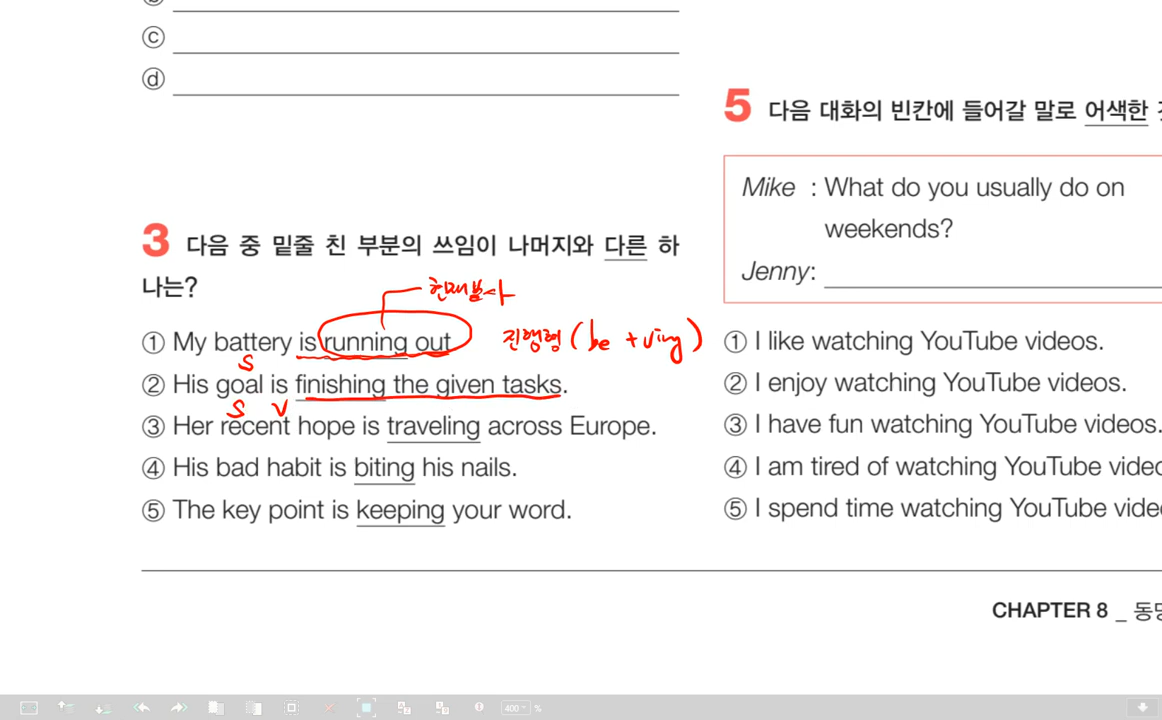 ⓒ
ⓓ
3 다음 중 밑줄 친 부분의 쓰임이 나머지와 다른 하
나는?
현재분사
① My battery is running out
진행형 (be + Ving)
S
② His goal is finishing the given tasks.
S V
③ Her recent hope is traveling across Europe.
④ His bad habit is biting his nails.
⑤ The key point is keeping your word.
5 다음 대화의 빈칸에 들어갈 말로 어색한
Mike : What do you usually do on
weekends?
Jenny:
① I like watching YouTube videos.
② I enjoy watching YouTube videos.
③ I have fun watching YouTube videos.
④ I am tired of watching YouTube
⑤ I spend time watching YouTube
CHAPTER 8 _
400 %